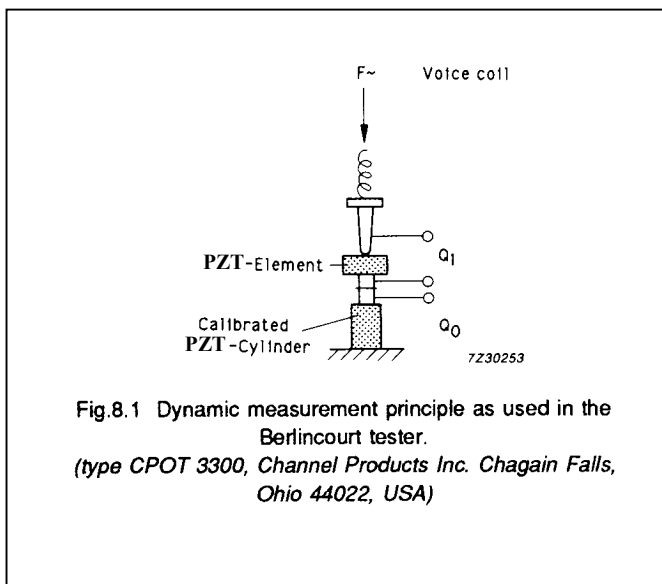 F~ Voice coil
PZT-Element
Q1
Calibrated
PZT-Cylinder
Q0
7Z30253
Fig.8.1 Dynamic measurement principle as used in the
Berlincourt tester.
(type CPOT 3300, Channel Products Inc. Chagain Falls,
Ohio 44022, USA)